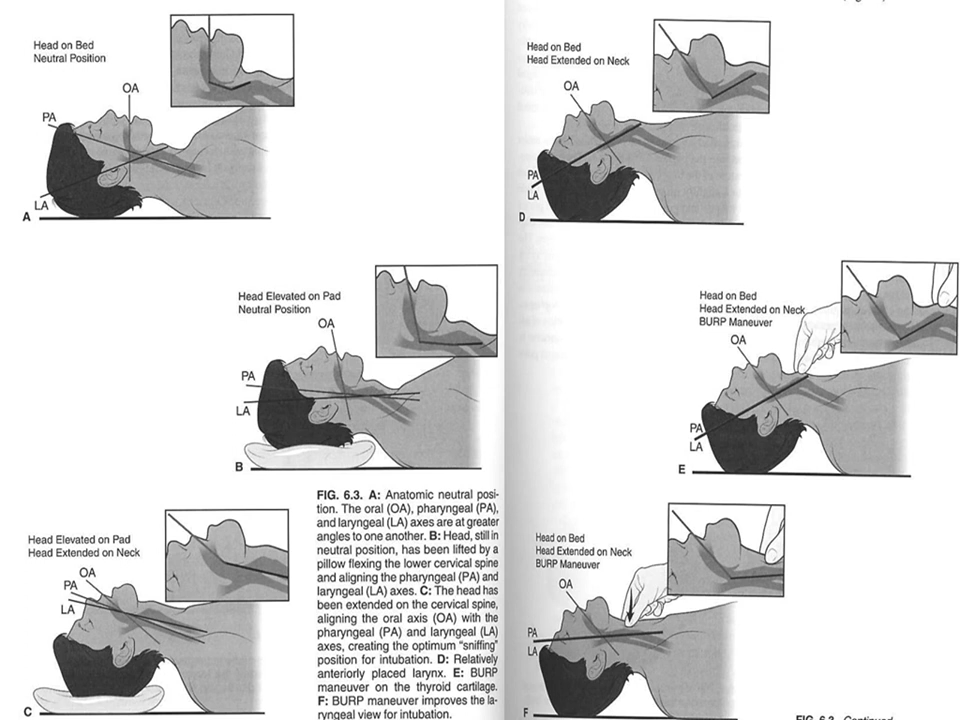 Head on Bed
Neutral Position
OA
PA
LA
A
Head Elevated on Pad
Neutral Position
OA
PA
LA
B
Head Elevated on Pad
Head Extended on Neck
OA
PA
LA
C
FIG. 6.3. A: Anatomic neutral posi-
tion. The oral (OA), pharyngeal (PA),
and laryngeal (LA) axes are at greater
angles to one another. B: Head, still in
neutral position, has been lifted by a
pillow flexing the lower cervical spine
and aligning the pharyngeal (PA) and
laryngeal (LA) axes. C: The head has
been extended on the cervical spine,
aligning the oral axis (OA) with the
pharyngeal (PA) and laryngeal (LA)
axes, creating the optimum “sniffing”
position for intubation. D: Relatively
anteriorly placed larynx. E: BURP
maneuver on the thyroid cartilage.
F: BURP maneuver improves the la-
ryngeal view for intubation.
Head on Bed
Head Extended on Neck
OA
PA
LA
D
Head on Bed
Head Extended on Neck
BURP Maneuver
OA
PA
LA
E
Head on Bed
Head Extended on Neck
BURP Maneuver
OA
PA
LA
F
FIG. 6.3. Continued